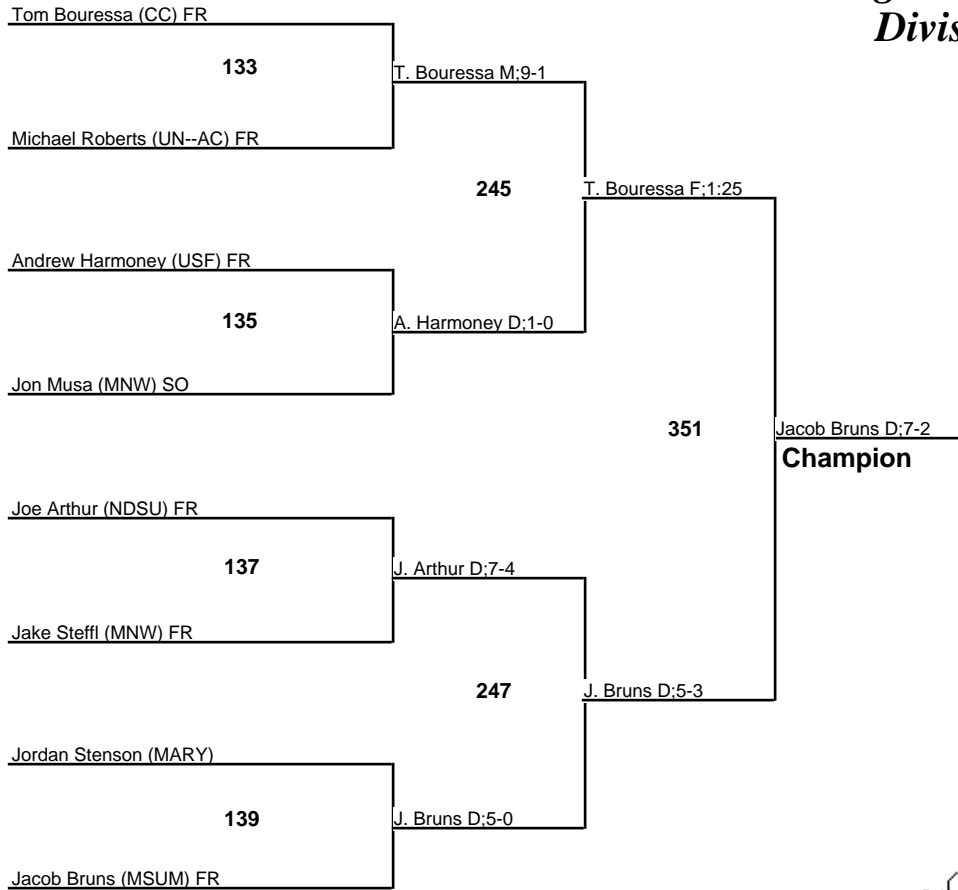 Divis
Tom Bouressa (CC) FR
133
T. Bouressa M;9-1
Michael Roberts (UN--AC) FR
245
T. Bouressa F;1:25
Andrew Harmoney (USF) FR
135
A. Harmoney D;1-0
Jon Musa (MNW) SO
351
Jacob Bruns D;7-2
Champion
Joe Arthur (NDSU) FR
137
J. Arthur D;7-4
Jake Steffl (MNW) FR
247
J. Bruns D;5-3
Jordan Stenson (MARY)
139
J. Bruns D;5-0
Jacob Bruns (MSUM) FR